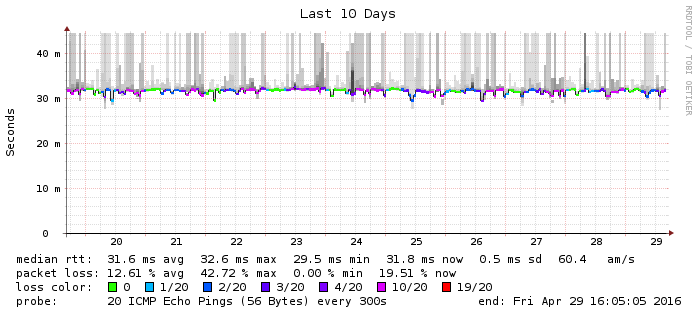 Last 10 Days
RRDTOOL / TOBI OETIKER
Seconds
40 m
30 m
20 m
10 m
0
20 21 22 23 24 25 26 27 28 29
median rtt: 31.6 ms avg 32.6 ms max 29.5 ms min 31.8 ms now 0.5 ms sd 60.4 am/s
packet loss: 12.61 % avg 42.72 % max 0.00 % min 19.51 % now
loss color: 0 1/20 2/20 3/20 4/20 10/20 19/20
probe: 20 ICMP Echo Pings (56 Bytes) every 300s end: Fri Apr 29 16:05:05 2016